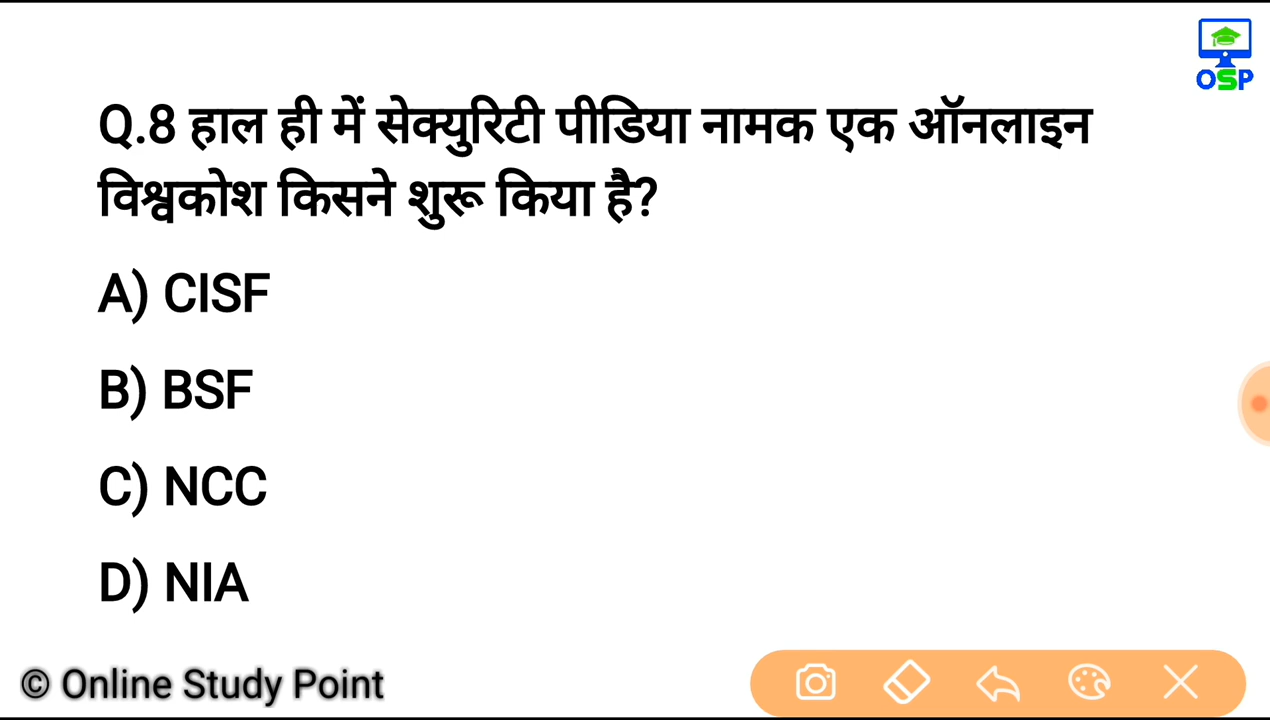 OSP
Q.8 हाल ही में सेक्युरिटी पीडिया नामक एक ऑनलाइन
विश्वकोश किसने शुरू किया है?
A) CISF
B) BSF
C) NCC
D) NIA
© Online Study Point